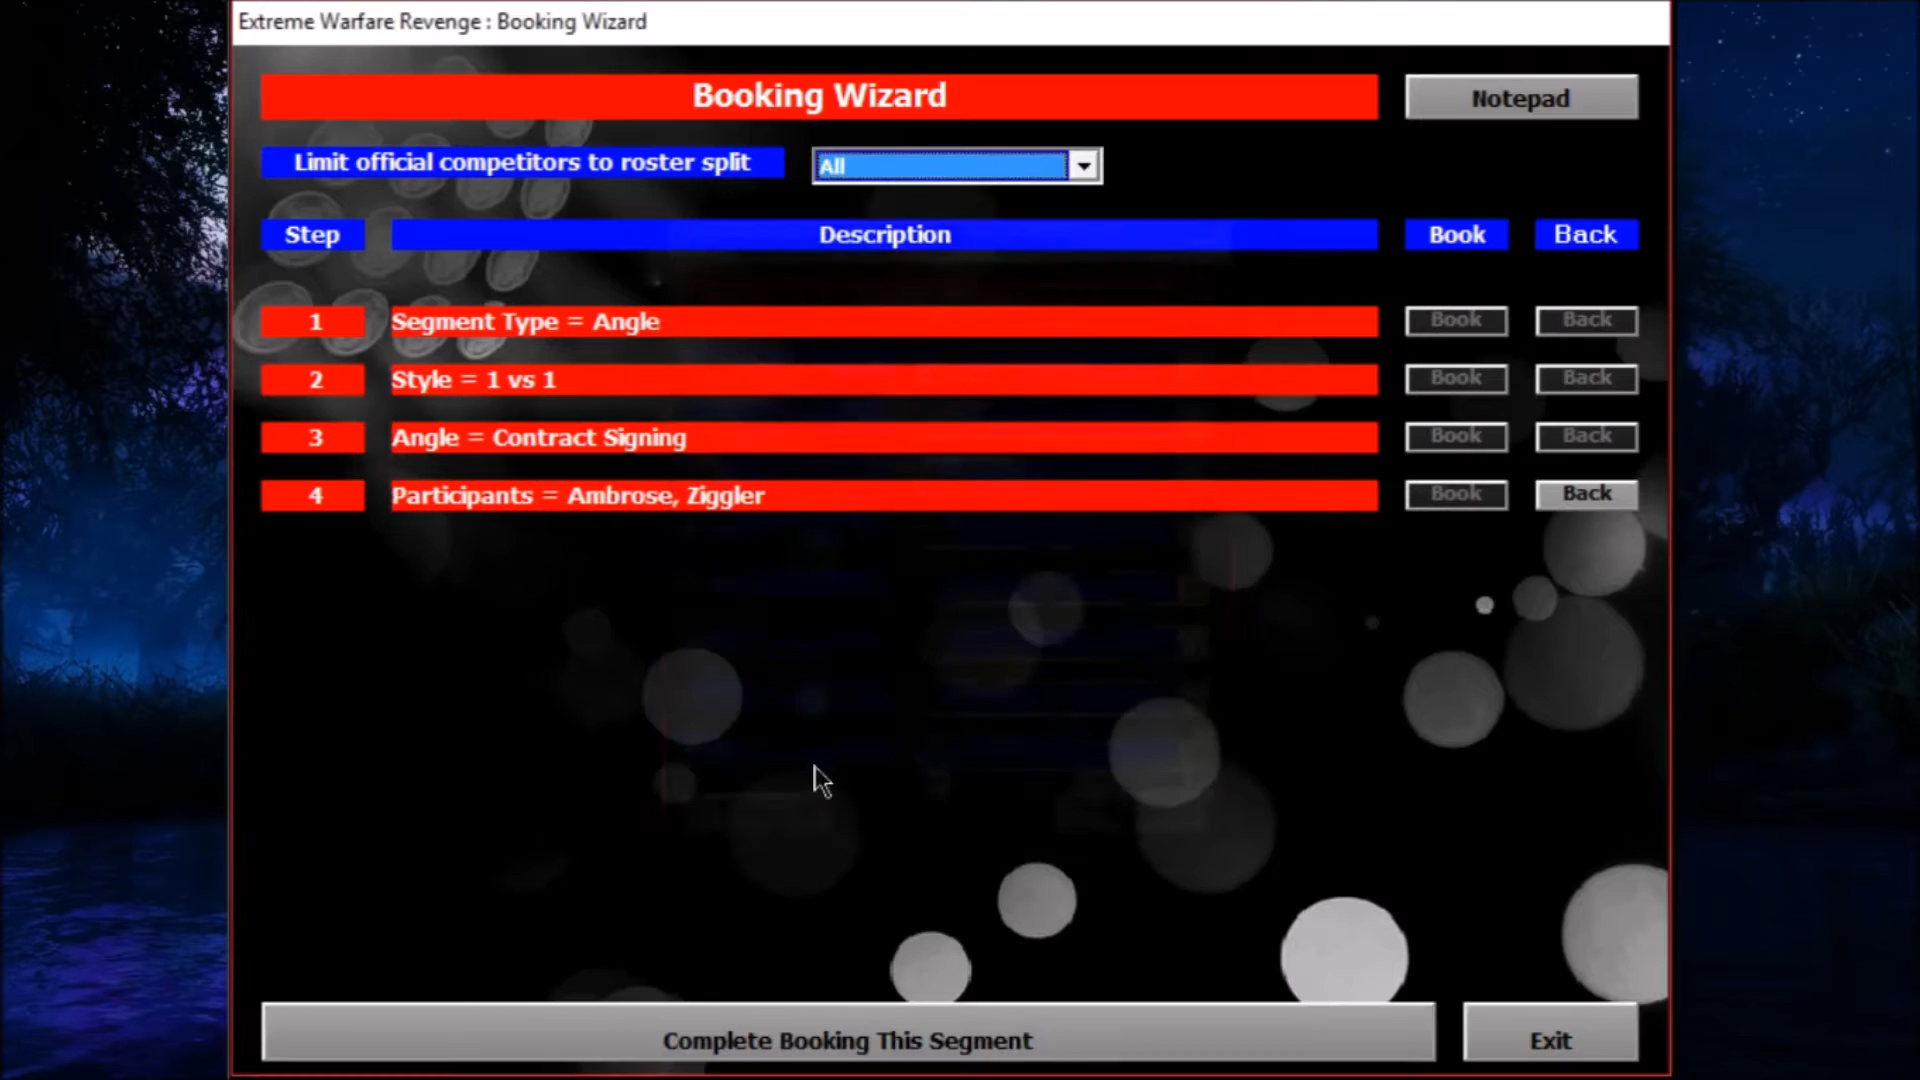 Extreme Warfare Revenge : Booking Wizard
Booking Wizard
Notepad
Limit official competitors to roster split
All
Step Description Book Back
1 Segment Type = Angle Book Back
2 Style = 1 vs 1 Book Back
3 Angle = Contract Signing Book Back
4 Participants = Ambrose, Ziggler Book Back
Complete Booking This Segment
Exit